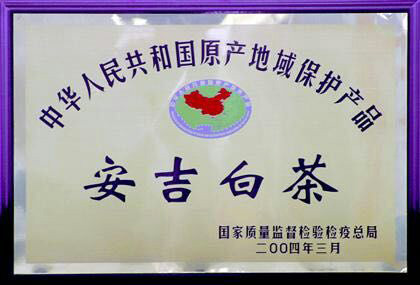 中华人民共和国原产地域保护产品
安吉白茶
国家质量监督检验检疫总局
二〇〇四年三月